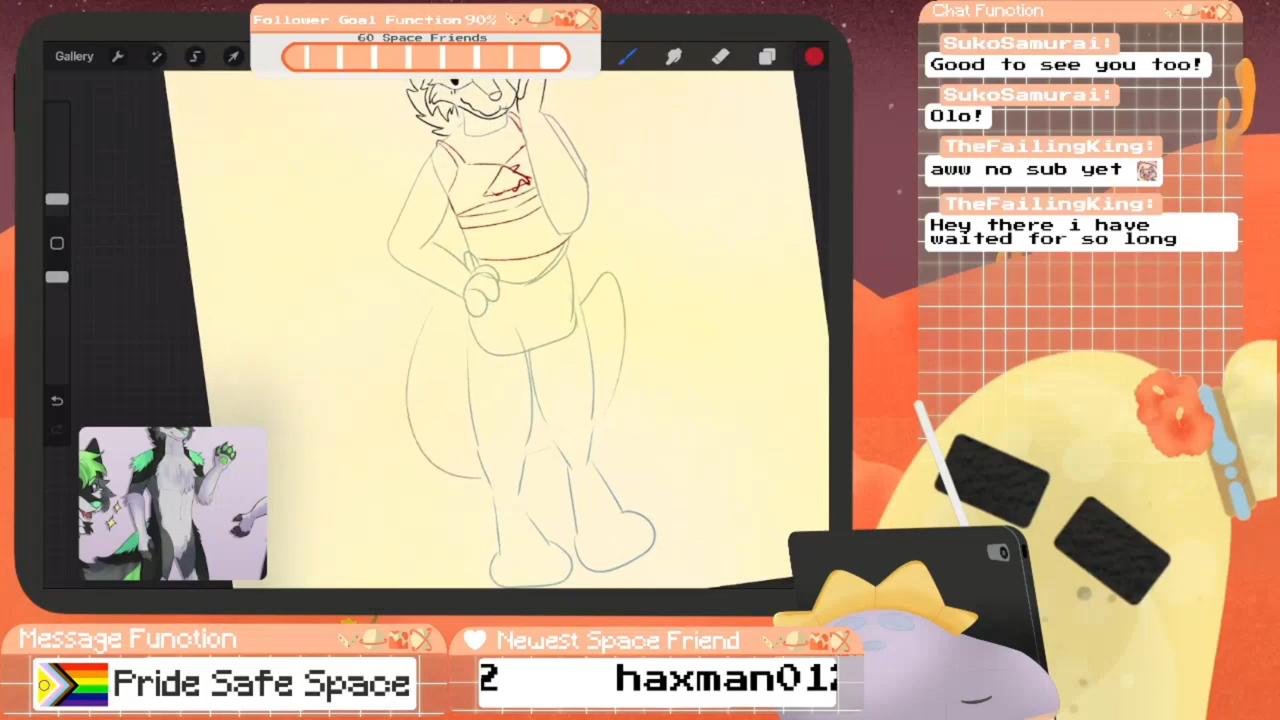 Follower Goal Function 90%
60 Space Friends
Gallery
Chat Function
SukoSamurai:
Good to see you too!
SukoSamurai:
Olo!
TheFailingKing:
aww no sub yet
TheFailingKing:
Hey there i have
waited for so long
Message Function
Pride Safe Space
Newest Space Friend
2 haxman012